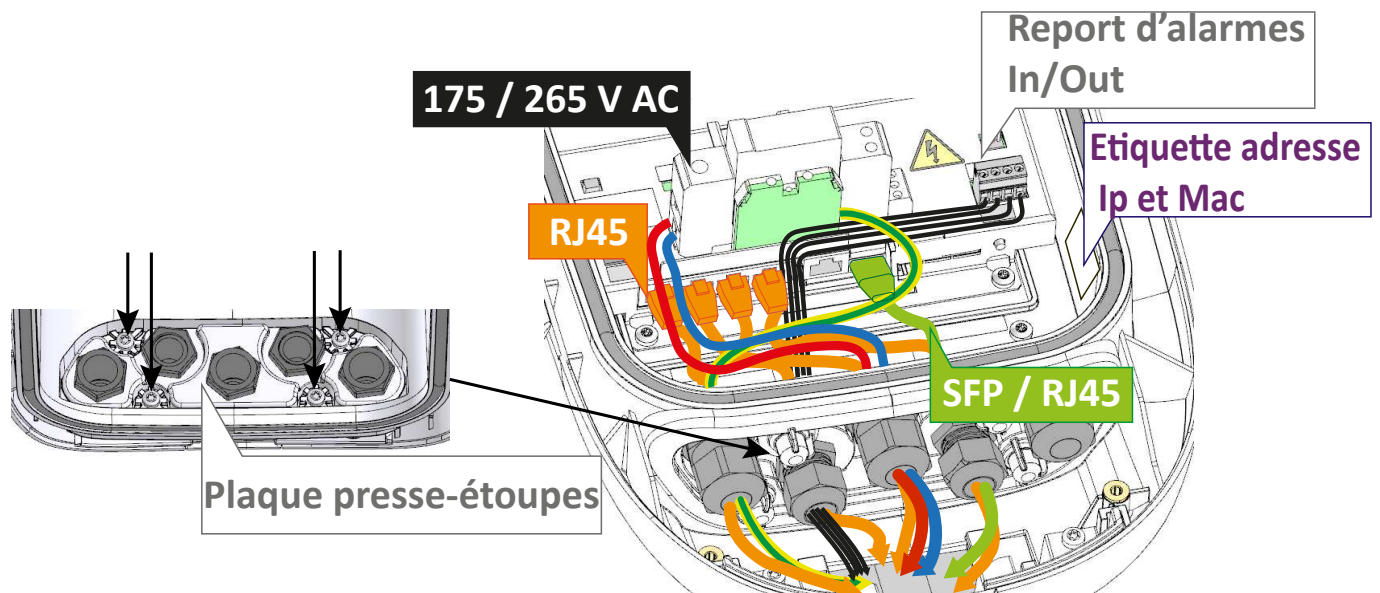 Report d’alarmes
In/Out
175 / 265 V AC
Etiquette adresse
Ip et Mac
RJ45
SFP / RJ45
Plaque presse-étoupes